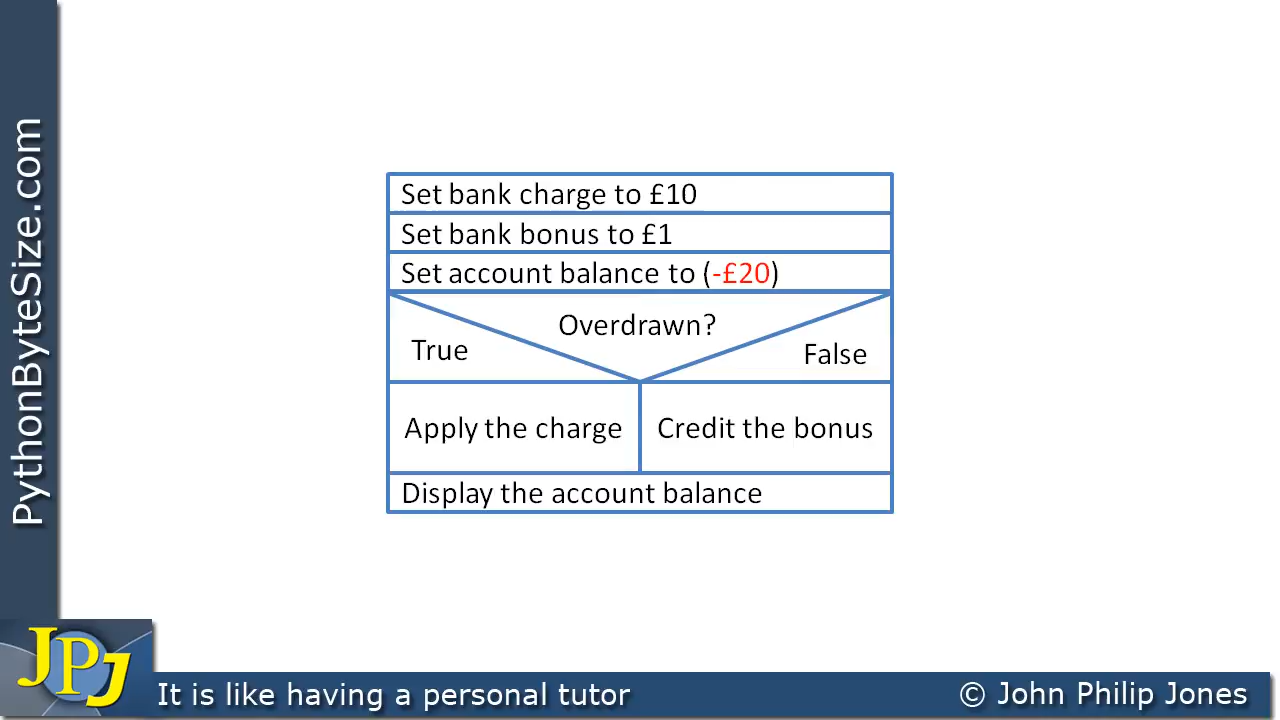 PythonByteSize.com
Set bank charge to £10
Set bank bonus to £1
Set account balance to (-£20)
Overdrawn?
True
False
Apply the charge
Credit the bonus
Display the account balance
JPJ
It is like having a personal tutor
© John Philip Jones